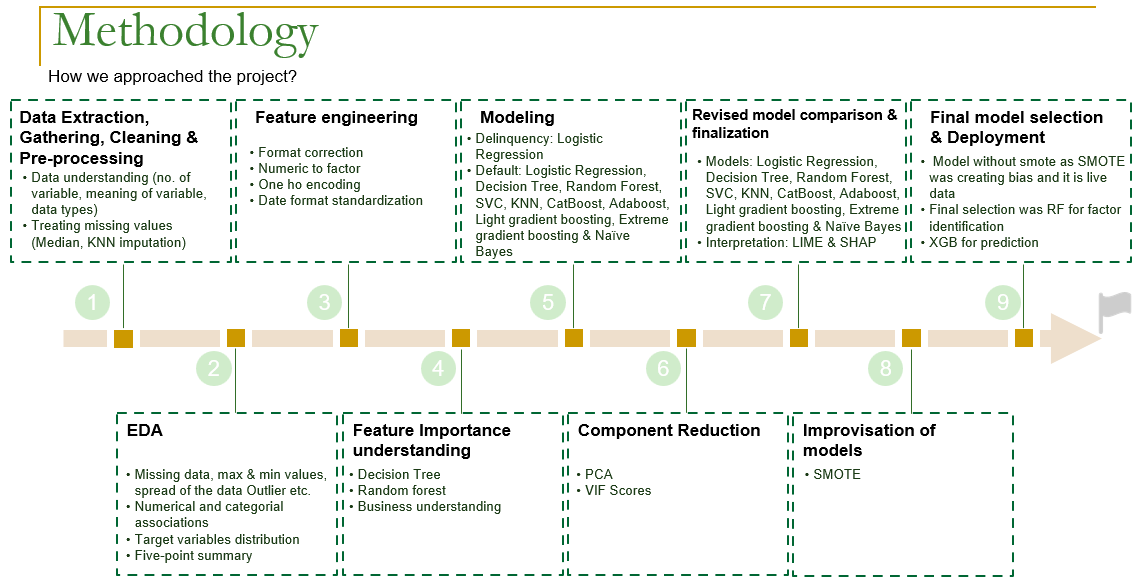 Methodology
How we approached the project?
Data Extraction,
Gathering, Cleaning &
Pre-processing
• Data understanding (no. of
variable, meaning of variable,
data types)
• Treating missing values
(Median, KNN imputation)
Feature engineering
• Format correction
• Numeric to factor
• One ho encoding
• Date format standardization
Modeling
• Delinquency: Logistic
Regression
• Default: Logistic Regression,
Decision Tree, Random Forest,
SVC, KNN, CatBoost, Adaboost,
Light gradient boosting, Extreme
gradient boosting & Naïve
Bayes
Revised model comparison &
finalization
• Models: Logistic Regression,
Decision Tree, Random Forest,
SVC, KNN, CatBoost, Adaboost,
Light gradient boosting, Extreme
gradient boosting & Naïve Bayes
• Interpretation: LIME & SHAP
Final model selection
& Deployment
• Model without smote as SMOTE
was creating bias and it is live
data
• Final selection was RF for factor
identification
• XGB for prediction
1
3
5
7
9
2
4
6
8
EDA
• Missing data, max & min values,
spread of the data Outlier etc.
• Numerical and categorial
associations
• Target variables distribution
• Five-point summary
Feature Importance
understanding
• Decision Tree
• Random forest
• Business understanding
Component Reduction
• PCA
• VIF Scores
Improvisation of
models
• SMOTE